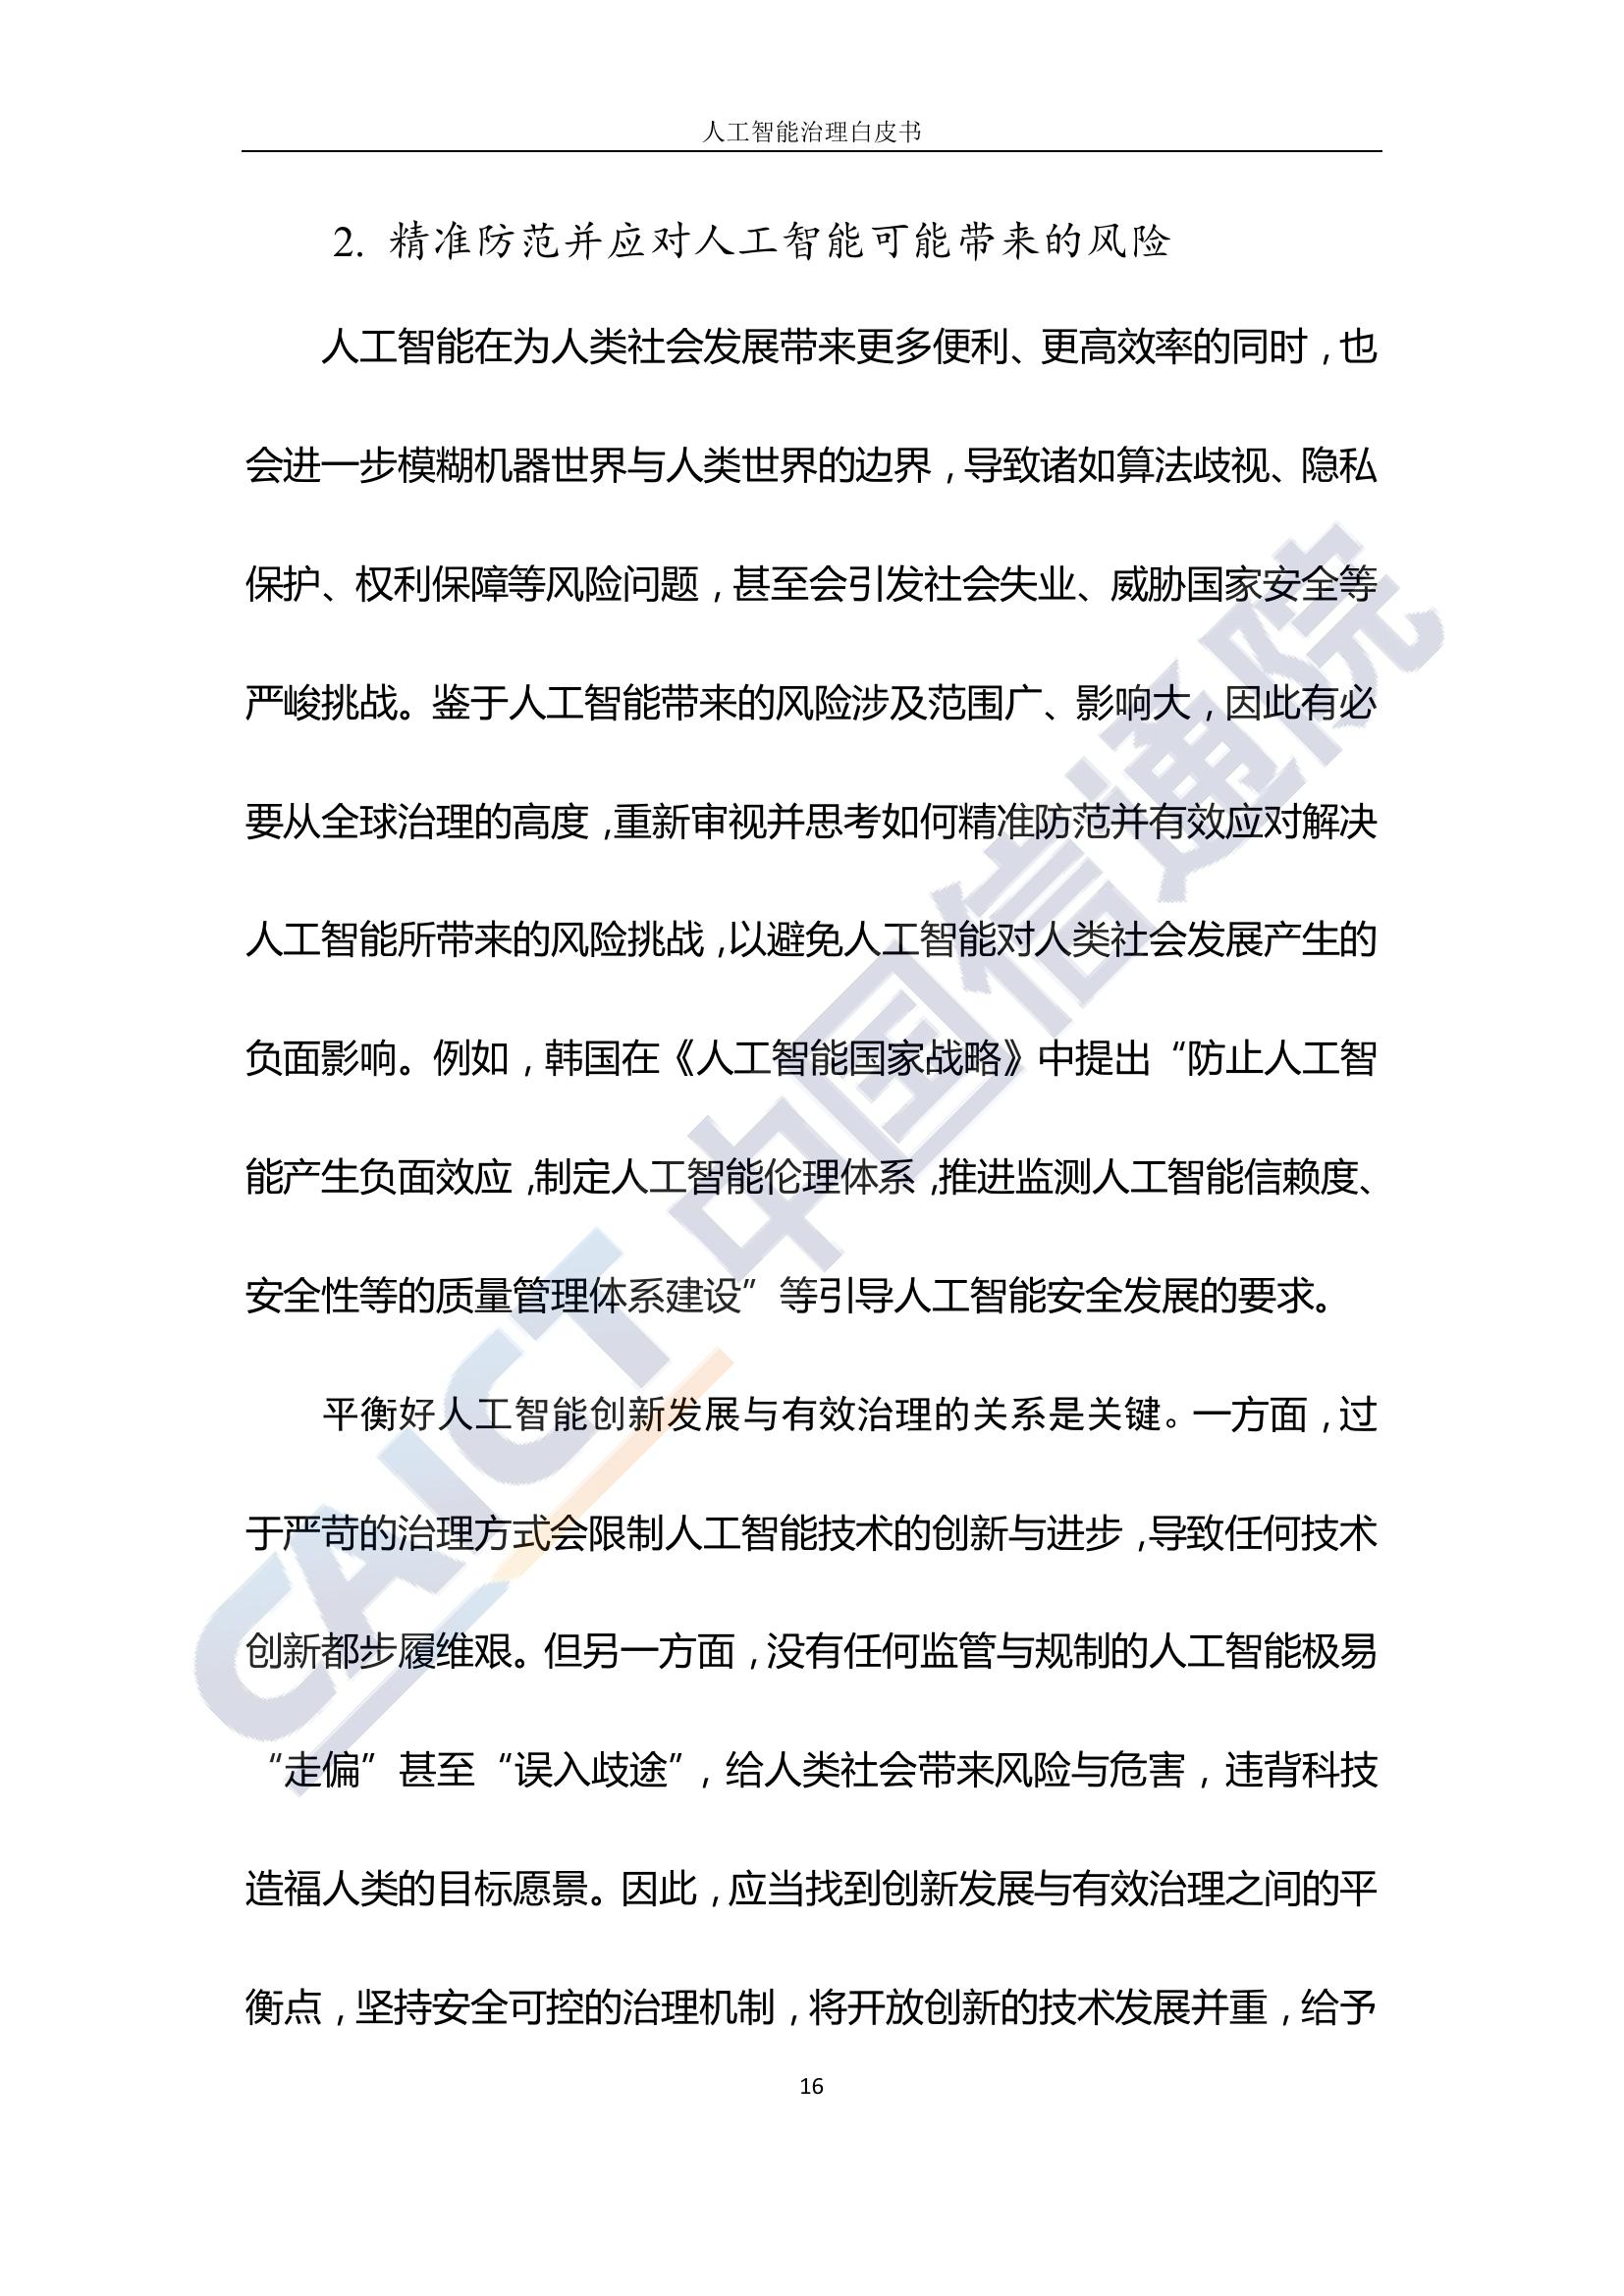 人工智能治理白皮书
2. 精准防范并应对人工智能可能带来的风险
人工智能在为人类社会发展带来更多便利、更高效率的同时，也
会进一步模糊机器世界与人类世界的边界，导致诸如算法歧视、隐私
保护、权利保障等风险问题，甚至会引发社会失业、威胁国家安全等
严峻挑战。鉴于人工智能带来的风险涉及范围广、影响大，因此有必
要从全球治理的高度，重新审视并思考如何精准防范并有效应对解决
人工智能所带来的风险挑战，以避免人工智能对人类社会发展产生的
负面影响。例如，韩国在《人工智能国家战略》中提出“防止人工智
能产生负面效应，制定人工智能伦理体系，推进监测人工智能信赖度、
安全性等的质量管理体系建设”等引导人工智能安全发展的要求。
平衡好人工智能创新发展与有效治理的关系是关键。一方面，过
于严苛的治理方式会限制人工智能技术的创新与进步，导致任何技术
创新都步履维艰。但另一方面，没有任何监管与规制的人工智能极易
“走偏”甚至“误入歧途”，给人类社会带来风险与危害，违背科技
造福人类的目标愿景。因此，应当找到创新发展与有效治理之间的平
衡点，坚持安全可控的治理机制，将开放创新的技术发展并重，给予
16
CAICT 中国信通院